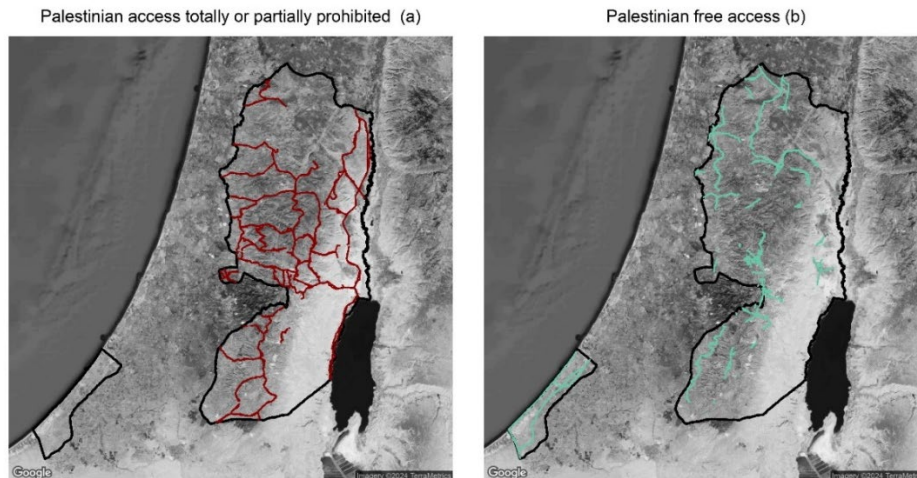 Palestinian access totally or partially prohibited (a)
Palestinian free access (b)
Google
Imagery ©2024 TerraMetrics
Google
Imagery ©2024 TerraMetrics